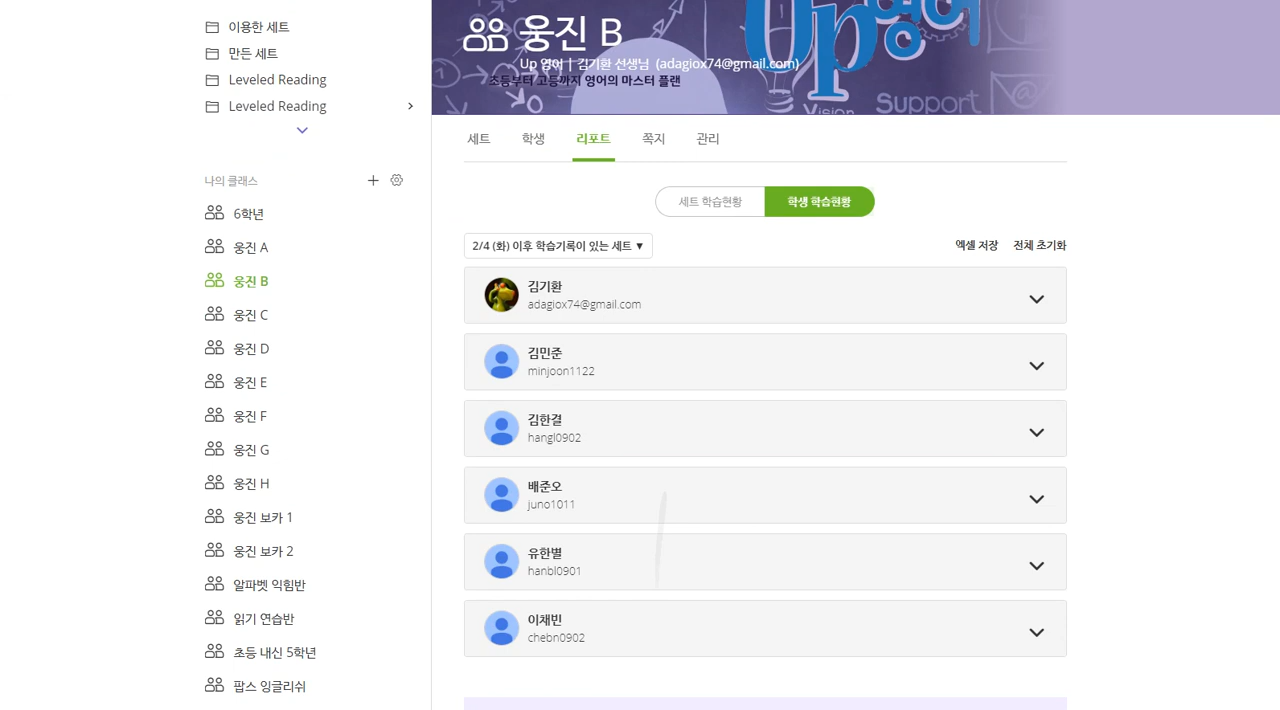 이용한 세트
만든 세트
Leveled Reading
Leveled Reading
나의 클래스
6학년
웅진 A
웅진 B
웅진 C
웅진 D
웅진 E
웅진 F
웅진 G
웅진 H
웅진 보카 1
웅진 보카 2
알파벳 익힘반
읽기 연습반
초등 내신 5학년
팝스 잉글리쉬
웅진 B
Up 영어 | 김기환 선생님 (adagiox74@gmail.com)
초등부터 고등까지 영어의 마스터 플랜
Up영어
Support
Vision
세트 학생 리포트 쪽지 관리
세트 학습현황 학생 학습현황
2/4 (화) 이후 학습기록이 있는 세트 ▼ 엑셀 저장 전체 초기화
김기환
adagiox74@gmail.com
김민준
minjoon1122
김한결
hangl0902
배준오
juno1011
유한별
hanbl0901
이채빈
chebn0902